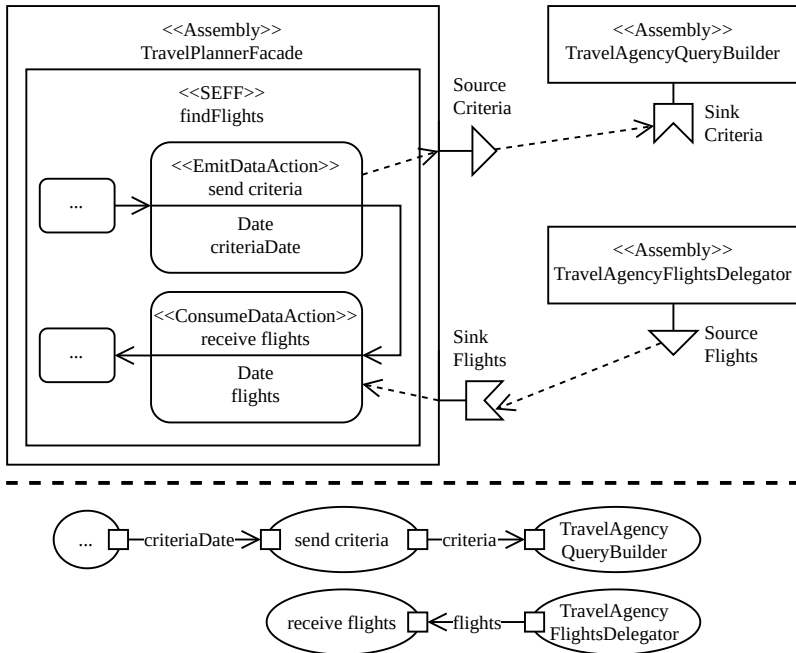 <<Assembly>>
TravelPlannerFacade
<<SEFF>>
findFlights
<<EmitDataAction>>
send criteria
Date
criteriaDate
...
<<ConsumeDataAction>>
receive flights
Date
flights
...
Source
Criteria
<<Assembly>>
TravelAgencyQueryBuilder
Sink
Criteria
<<Assembly>>
TravelAgencyFlightsDelegator
Sink
Flights
Source
Flights
...
criteriaDate
send criteria
criteria
TravelAgency
QueryBuilder
receive flights
flights
TravelAgency
FlightsDelegator